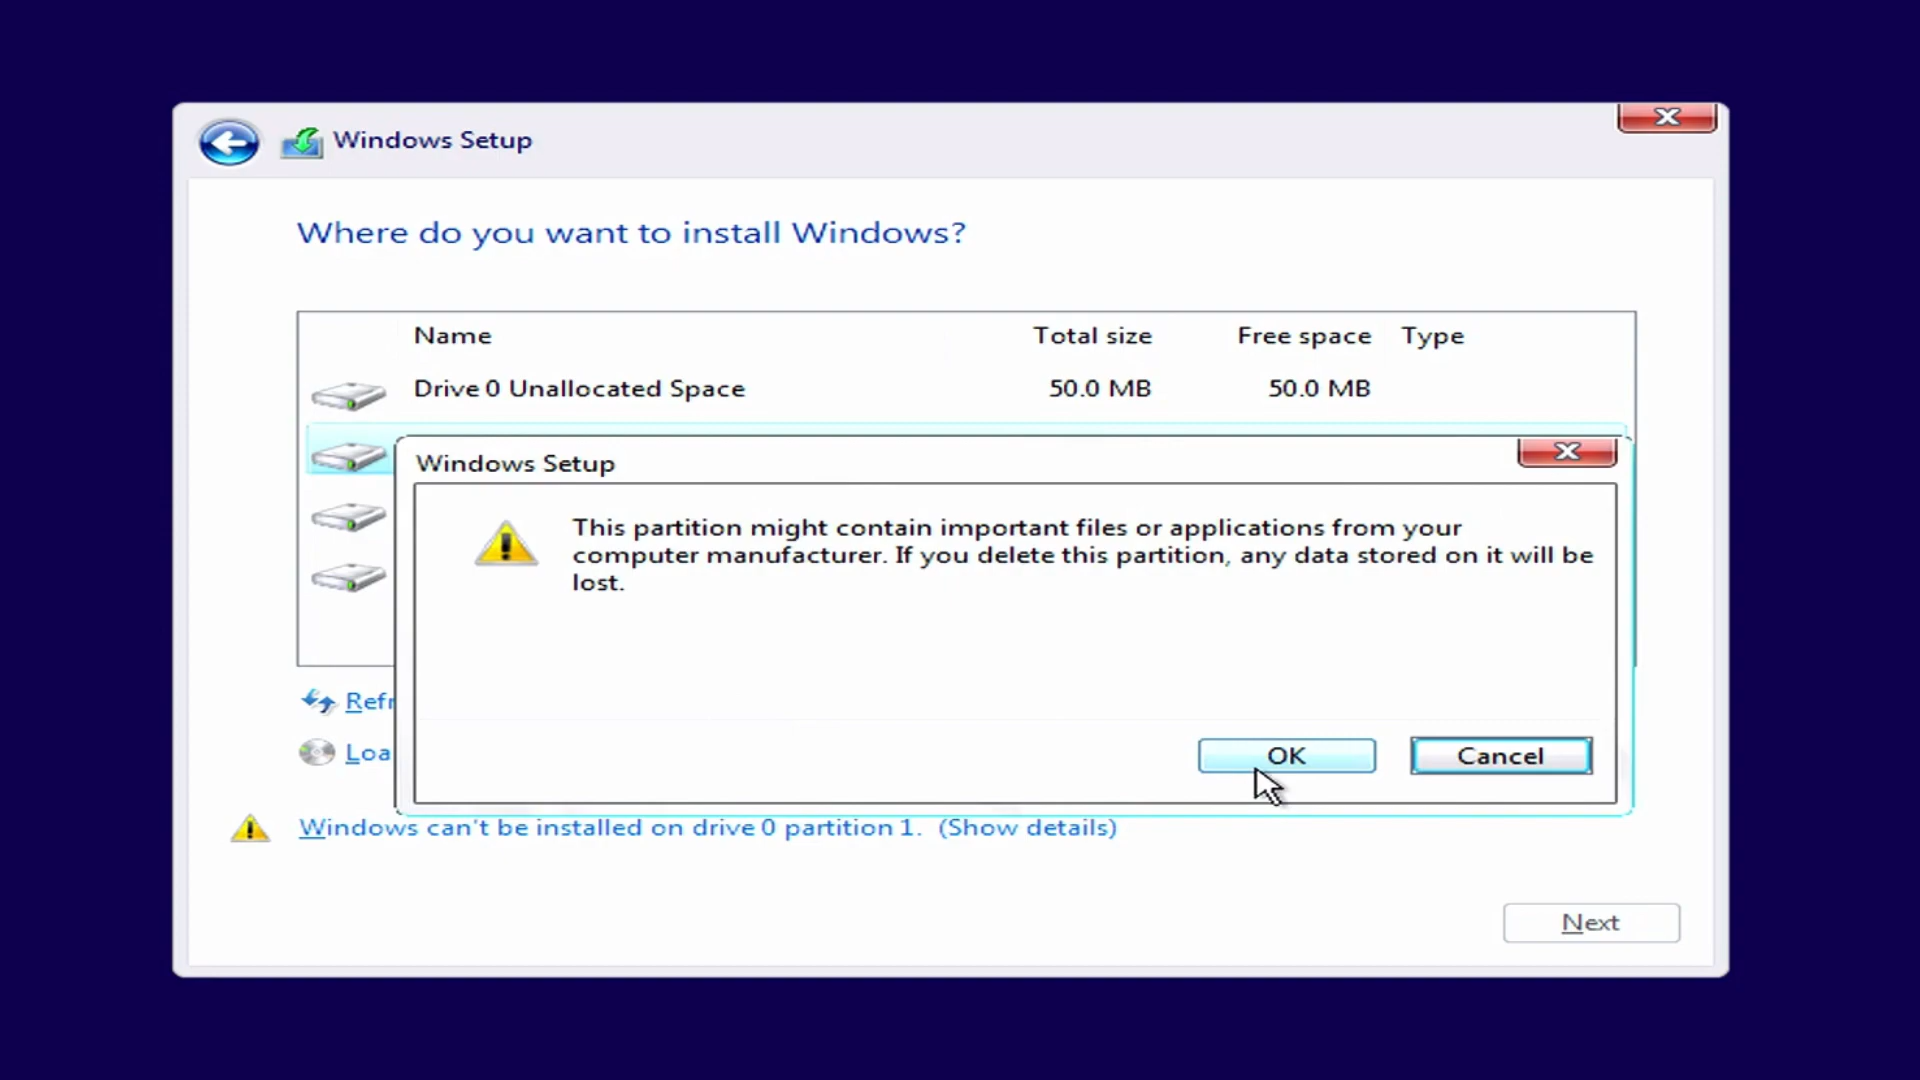 Windows Setup
Where do you want to install Windows?
Name Total size Free space Type
Drive 0 Unallocated Space 50.0 MB 50.0 MB
Windows Setup
This partition might contain important files or applications from your
computer manufacturer. If you delete this partition, any data stored on it will be
lost.
Refr
Loa
OK Cancel
Windows can't be installed on drive 0 partition 1. (Show details)
Next